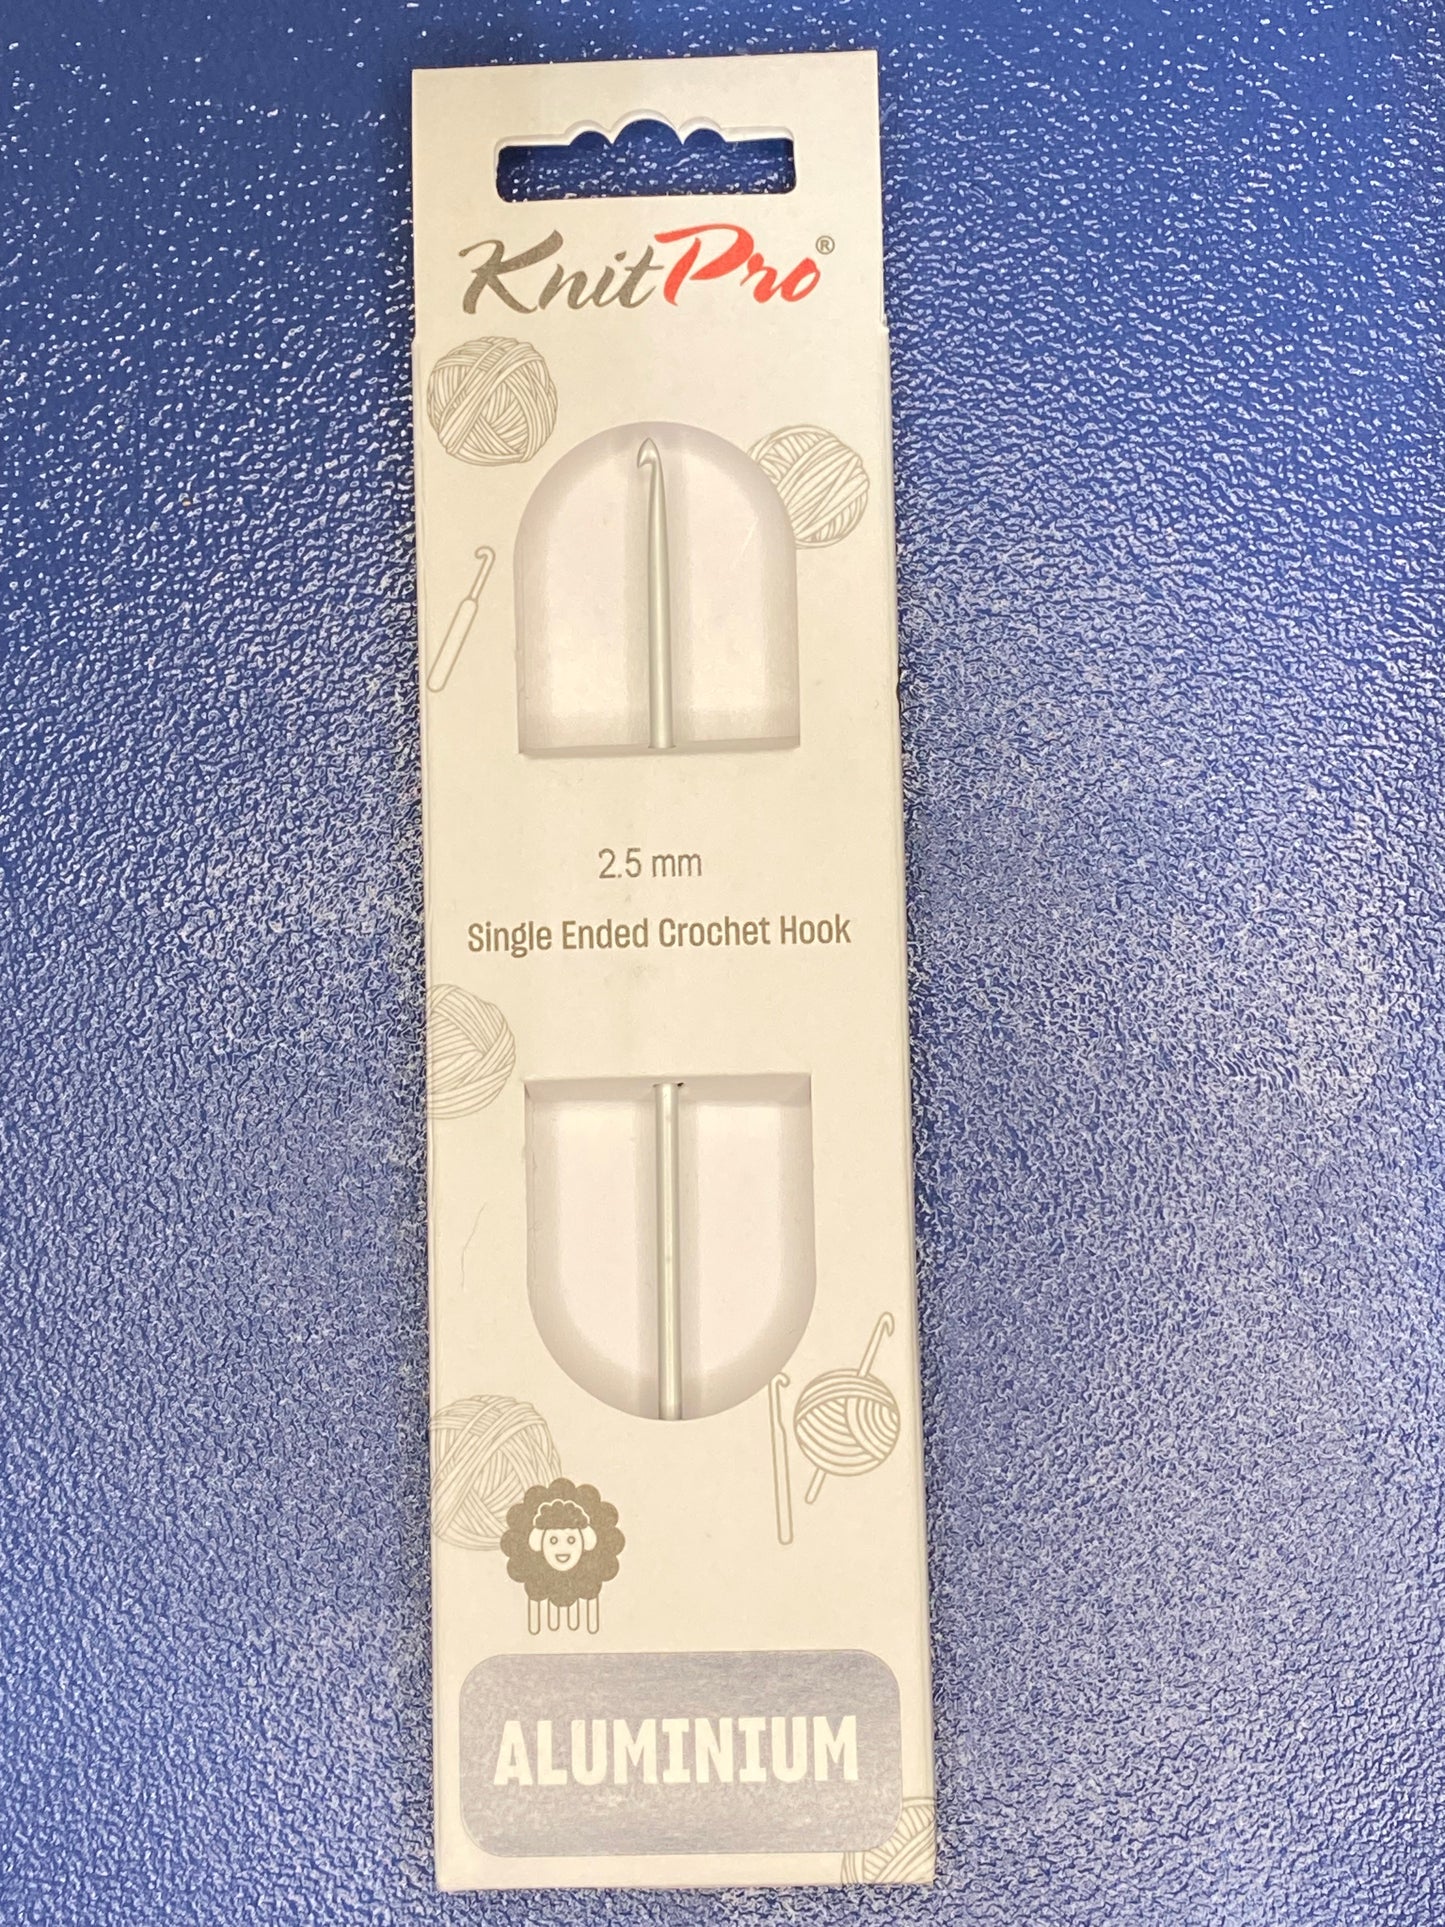 KnitPro®
2.5 mm
Single Ended Crochet Hook
ALUMINIUM